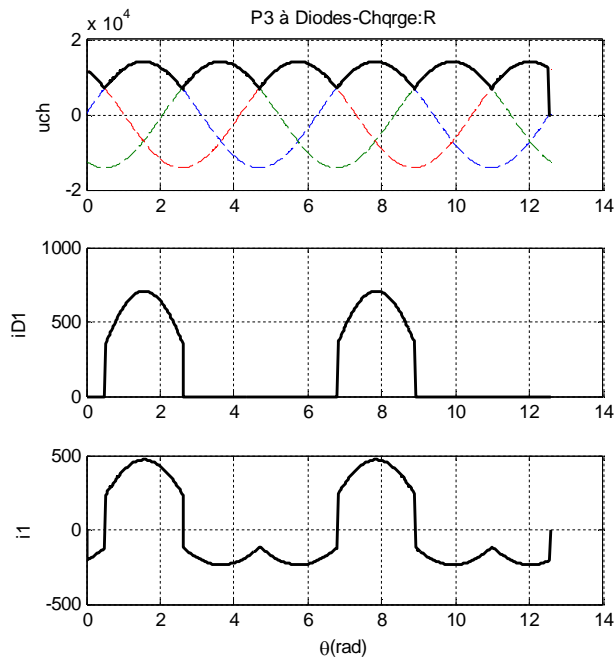 P3 à Diodes-Chqrge:R
x 10^4
2
0
-2
uch
0 2 4 6 8 10 12 14(rad)
1000
500
0
iD1
0 2 4 6 8 10 12 14
500
0
-500
i1
0 2 4 6 8 10 12 14
θ(rad)